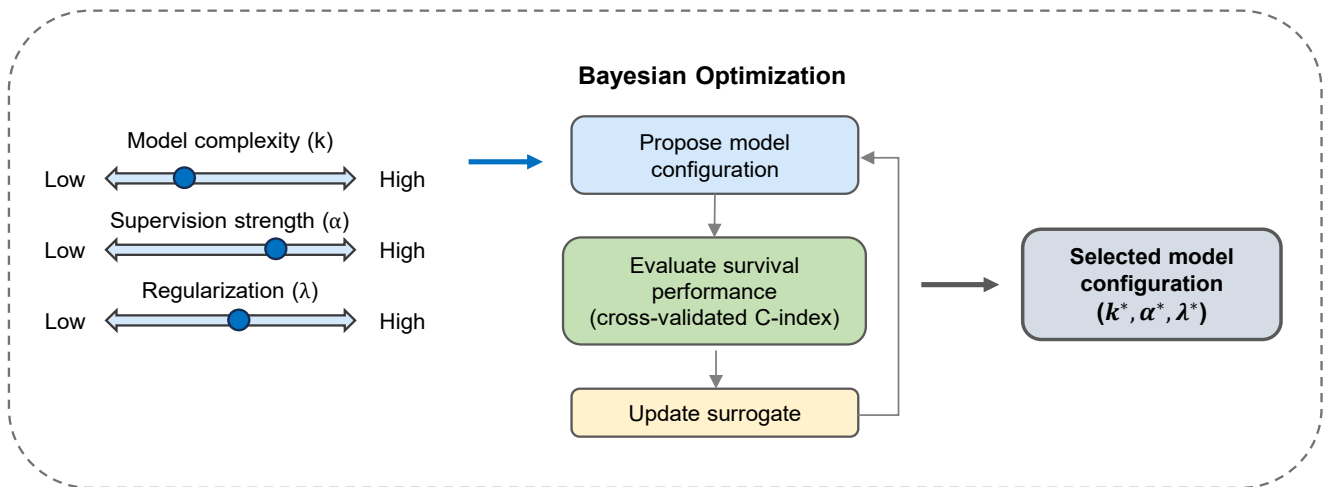 Bayesian Optimization
Model complexity (k)
Low High
Supervision strength (α)
Low High
Regularization (λ)
Low High
Propose model
configuration
Evaluate survival
performance
(cross-validated C-index)
Update surrogate
Selected model
configuration
(k*, α*, λ*)